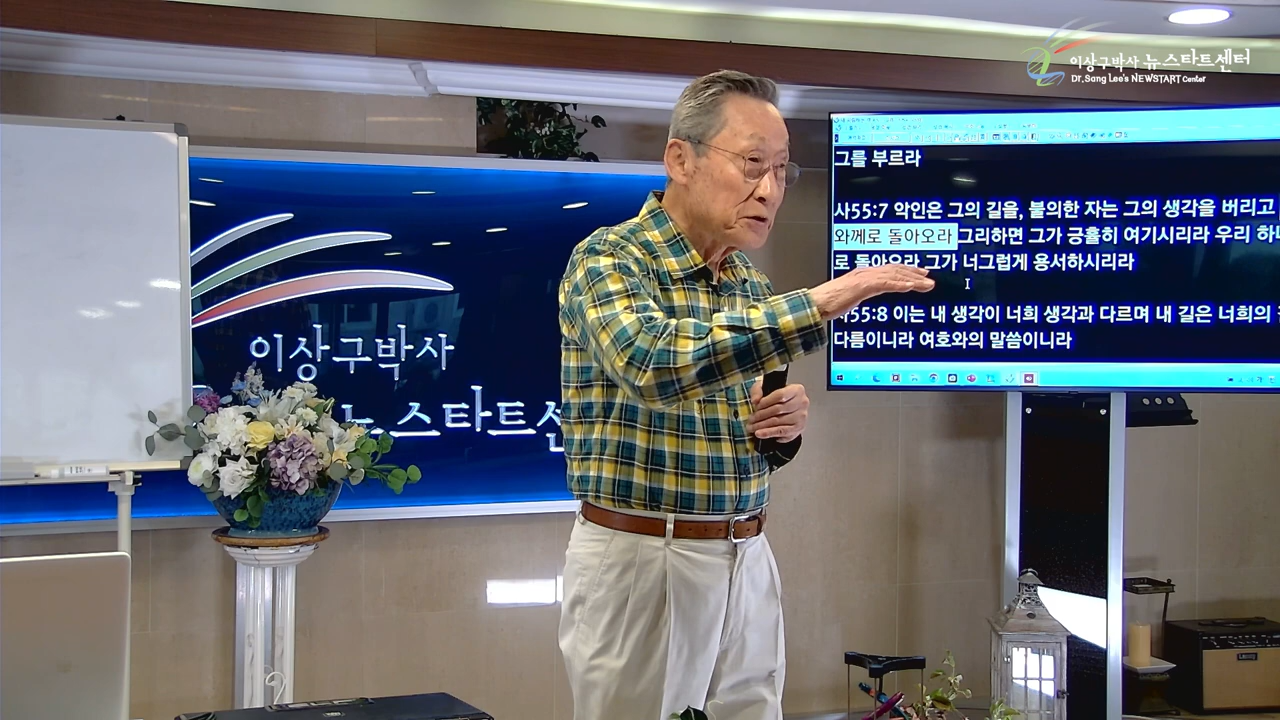 이상구박사 뉴스타트센터
Dr. Sang Lee's NEWSTART Center
그를 부르라
사55:7 악인은 그의 길을, 불의한 자는 그의 생각을 버리고
와께로 돌아오라 그리하면 그가 긍휼히 여기시리라 우리 하나
로 돌아오라 그가 너그럽게 용서하시리라
사55:8 이는 내 생각이 너희 생각과 다르며 내 길은 너희의
다름이니라 여호와의 말씀이니라
이상구박사
뉴스타트센
LANEY